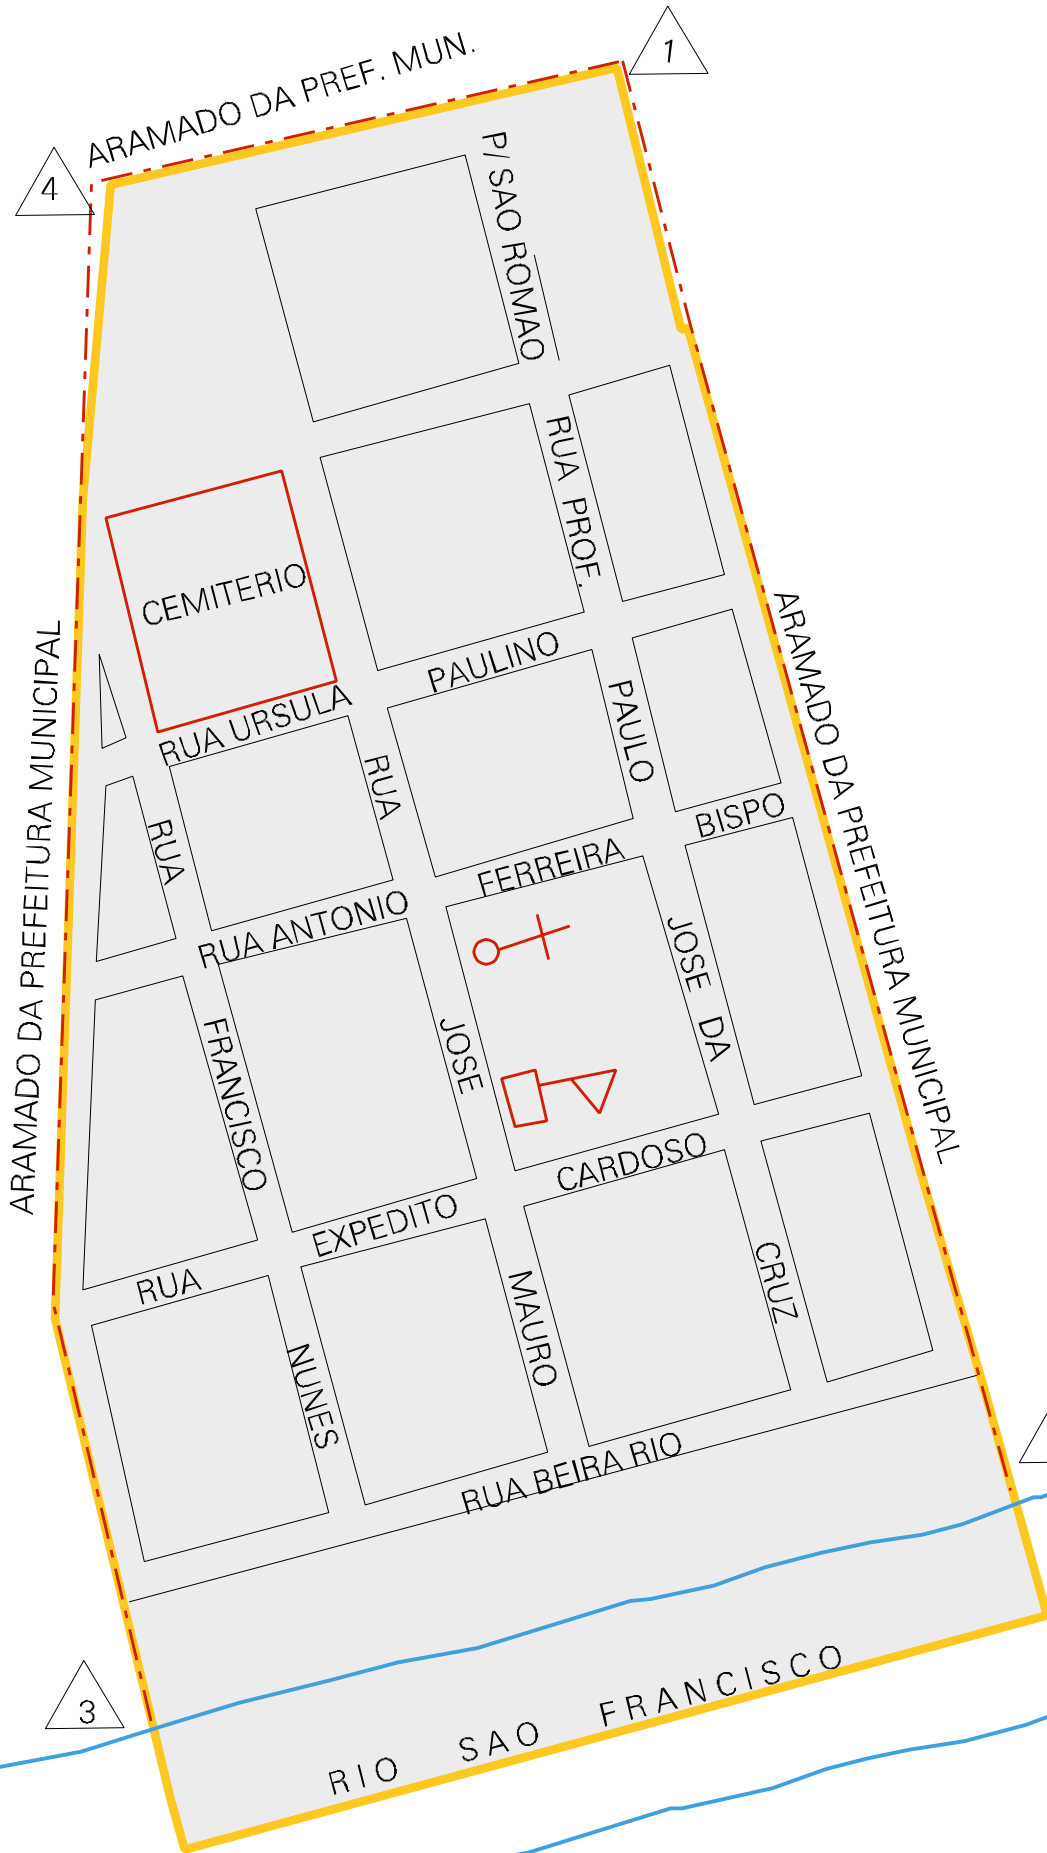 ARAMADO DA PREF. MUN.
1
4
P/ SAO ROMAO
CEMITERIO
RUA PROF. PAULO JOSE DA CRUZ
RUA URSULA PAULINO
RUA ANTONIO FERREIRA BISPO
RUA JOSE MAURO
RUA FRANCISCO NUNES
RUA EXPEDITO CARDOSO
RUA BEIRA RIO
ARAMADO DA PREFEITURA MUNICIPAL
ARAMADO DA PREFEITURA MUNICIPAL
3
RIO SAO FRANCISCO